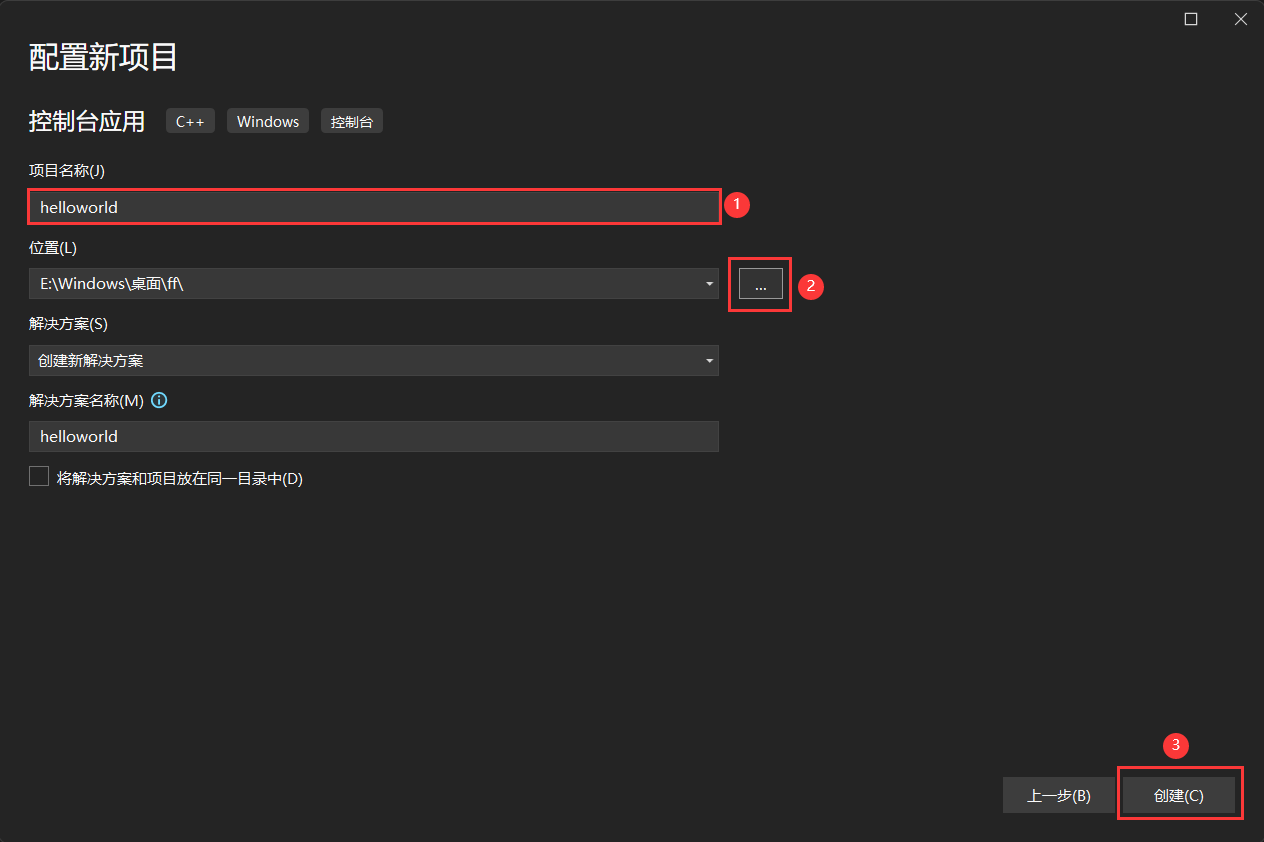 配置新项目
控制台应用 C++ Windows 控制台
项目名称(J)
helloworld 1
位置(L)
E:\Windows\桌面\ff\ ... 2
解决方案(S)
创建新解决方案
解决方案名称(M)
helloworld
将解决方案和项目放在同一目录中(D)
3
上一步(B) 创建(C)